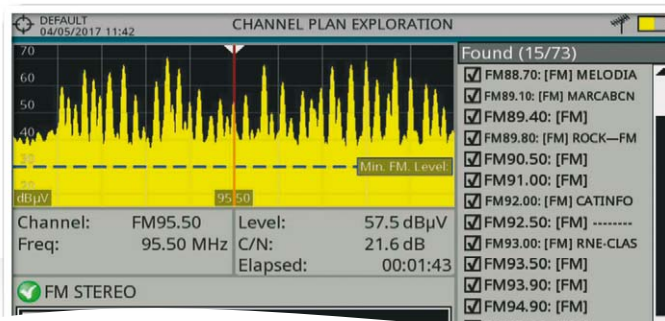 DEFAULT
04/05/2017 11:42
CHANNEL PLAN EXPLORATION
70
60
50
40
30
20
Min. FM. Level:
dBµV
95.50
Channel: FM95.50
Freq: 95.50 MHz
Level: 57.5 dBµV
C/N: 21.6 dB
Elapsed: 00:01:43
FM STEREO
Found (15/73)
FM88.70: [FM] MELODIA
FM89.10: [FM] MARCABCN
FM89.40: [FM]
FM89.80: [FM] ROCK—FM
FM90.50: [FM]
FM91.00: [FM]
FM92.00: [FM] CATINFO
FM92.50: [FM] --------
FM93.00: [FM] RNE-CLAS
FM93.50: [FM]
FM93.90: [FM]
FM94.90: [FM]